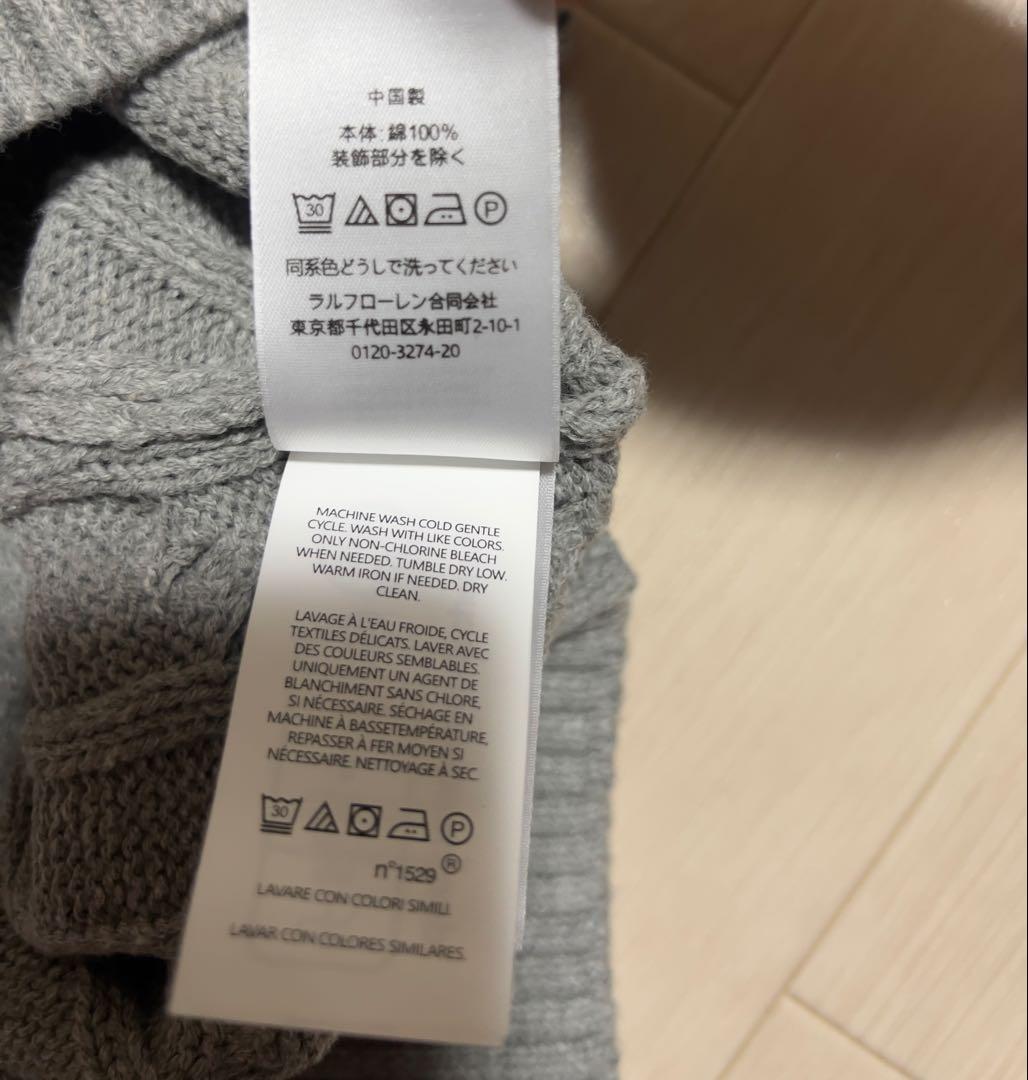 中国製
本体: 綿100%
装飾部分を除く
30 P
同系色どうしで洗ってください
ラルフローレン合同会社
東京都千代田区永田町2-10-1
0120-3274-20
MACHINE WASH COLD GENTLE
CYCLE. WASH WITH LIKE COLORS.
ONLY NON-CHLORINE BLEACH
WHEN NEEDED. TUMBLE DRY LOW.
WARM IRON IF NEEDED. DRY
CLEAN.
LAVAGE À L'EAU FROIDE, CYCLE
TEXTILES DÉLICATS. LAVER AVEC
DES COULEURS SEMBLABLES.
UNIQUEMENT UN AGENT DE
BLANCHIMENT SANS CHLORE,
SI NÉCESSAIRE. SÉCHAGE EN
MACHINE À BASSETEMPÉRATURE,
REPASSER À FER MOYEN SI
NÉCESSAIRE. NETTOYAGE À SEC.
30 P
n°1529 ®
LAVARE CON COLORI SIMILI.
LAVAR CON COLORES SIMILARES.